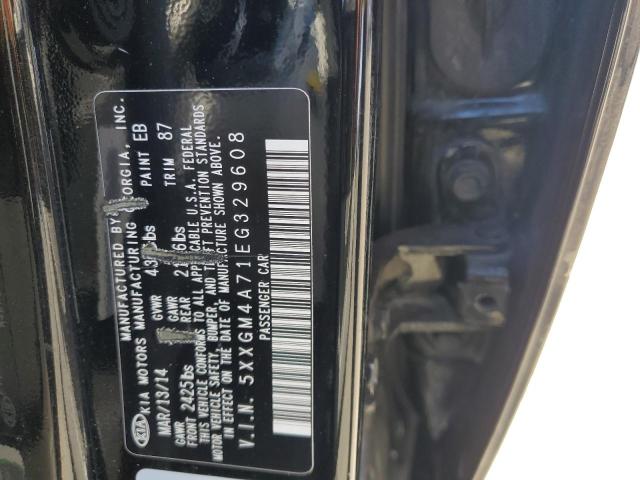 MANUFACTURED BY
KIA KIA MOTORS MANUFACTURING GEORGIA, INC.
MAR/13/14 PAINT EB
GVWR TRIM 87
GAWR FRONT 2425lbs GAWR REAR
THIS VEHICLE CONFORMS TO ALL APPLICABLE U.S.A. FEDERAL
MOTOR VEHICLE SAFETY, BUMPER, AND THEFT PREVENTION STANDARDS
IN EFFECT ON THE DATE OF MANUFACTURE SHOWN ABOVE.
V.I.N. 5XXGM4A71EG329608
PASSENGER CAR